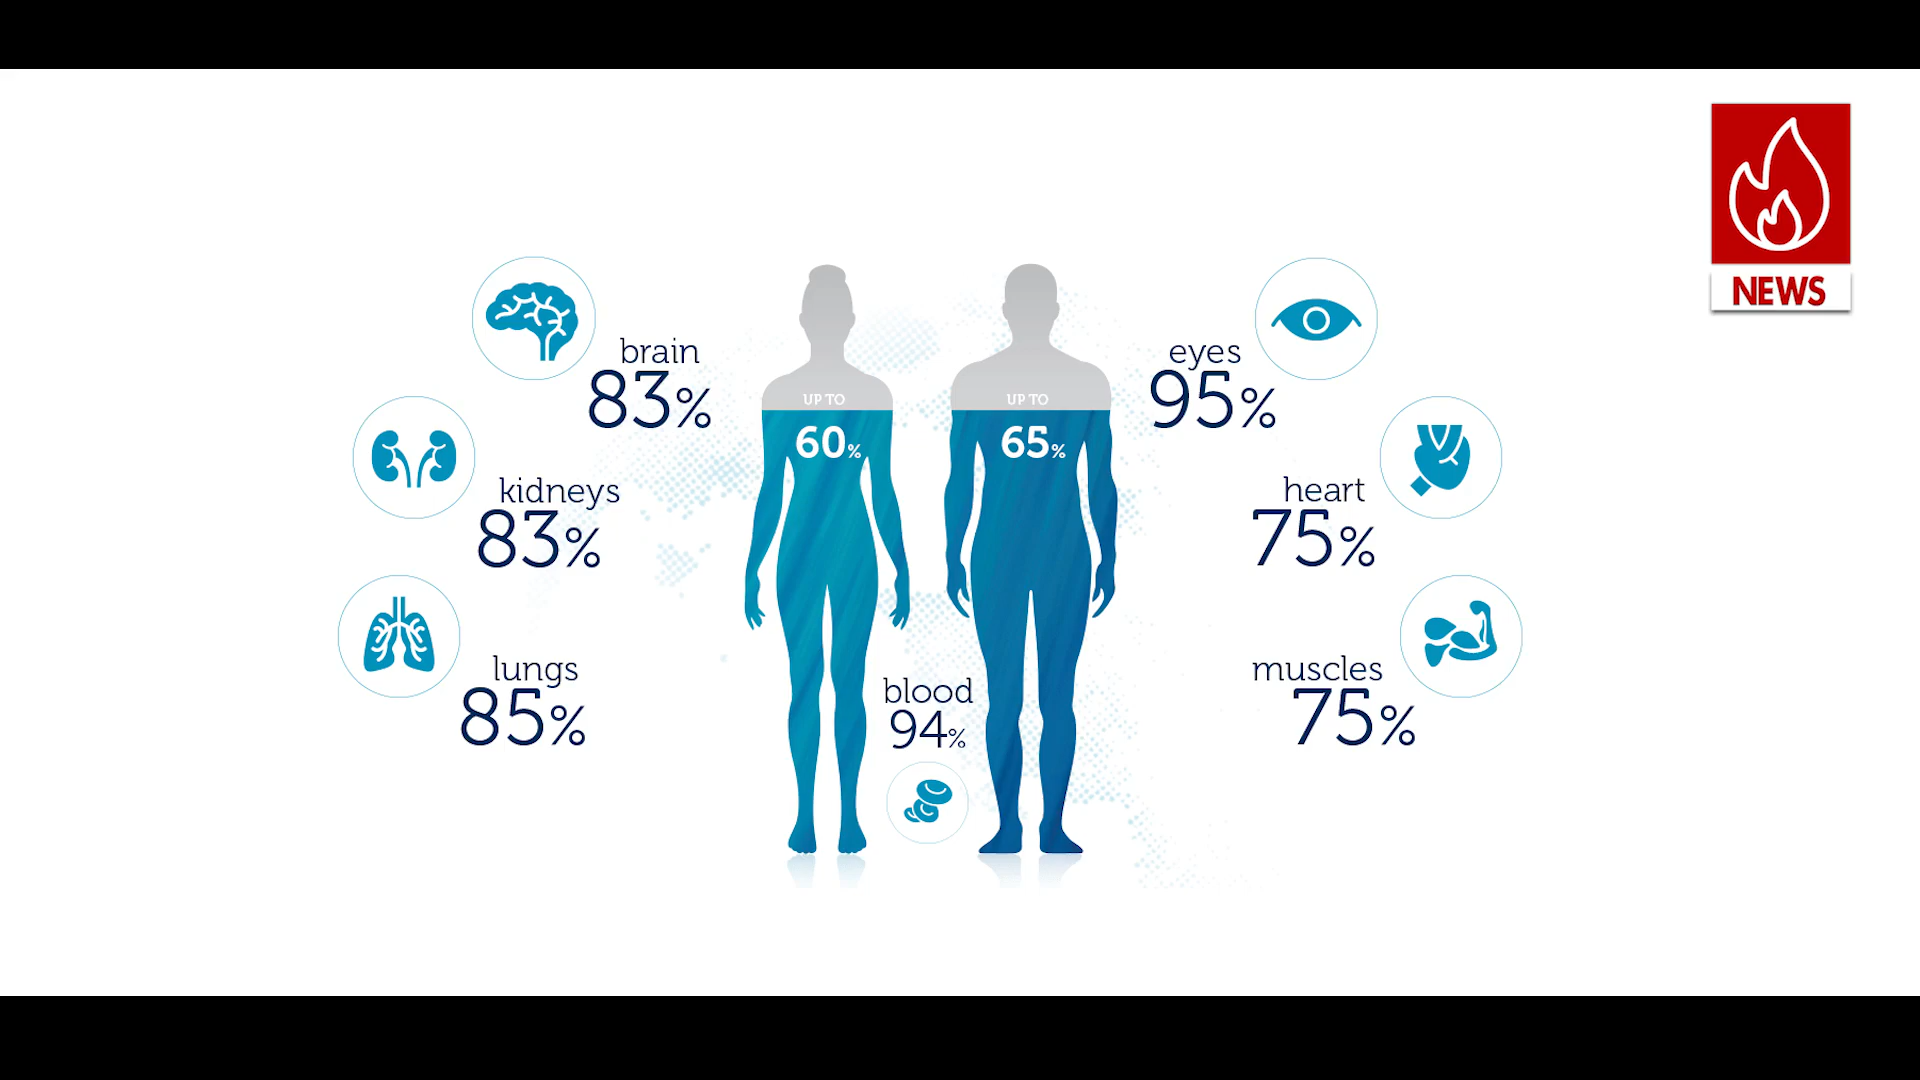 NEWS
brain
83%
UP TO
60%
UP TO
65%
eyes
95%
kidneys
83%
heart
75%
lungs
85%
blood
94%
muscles
75%